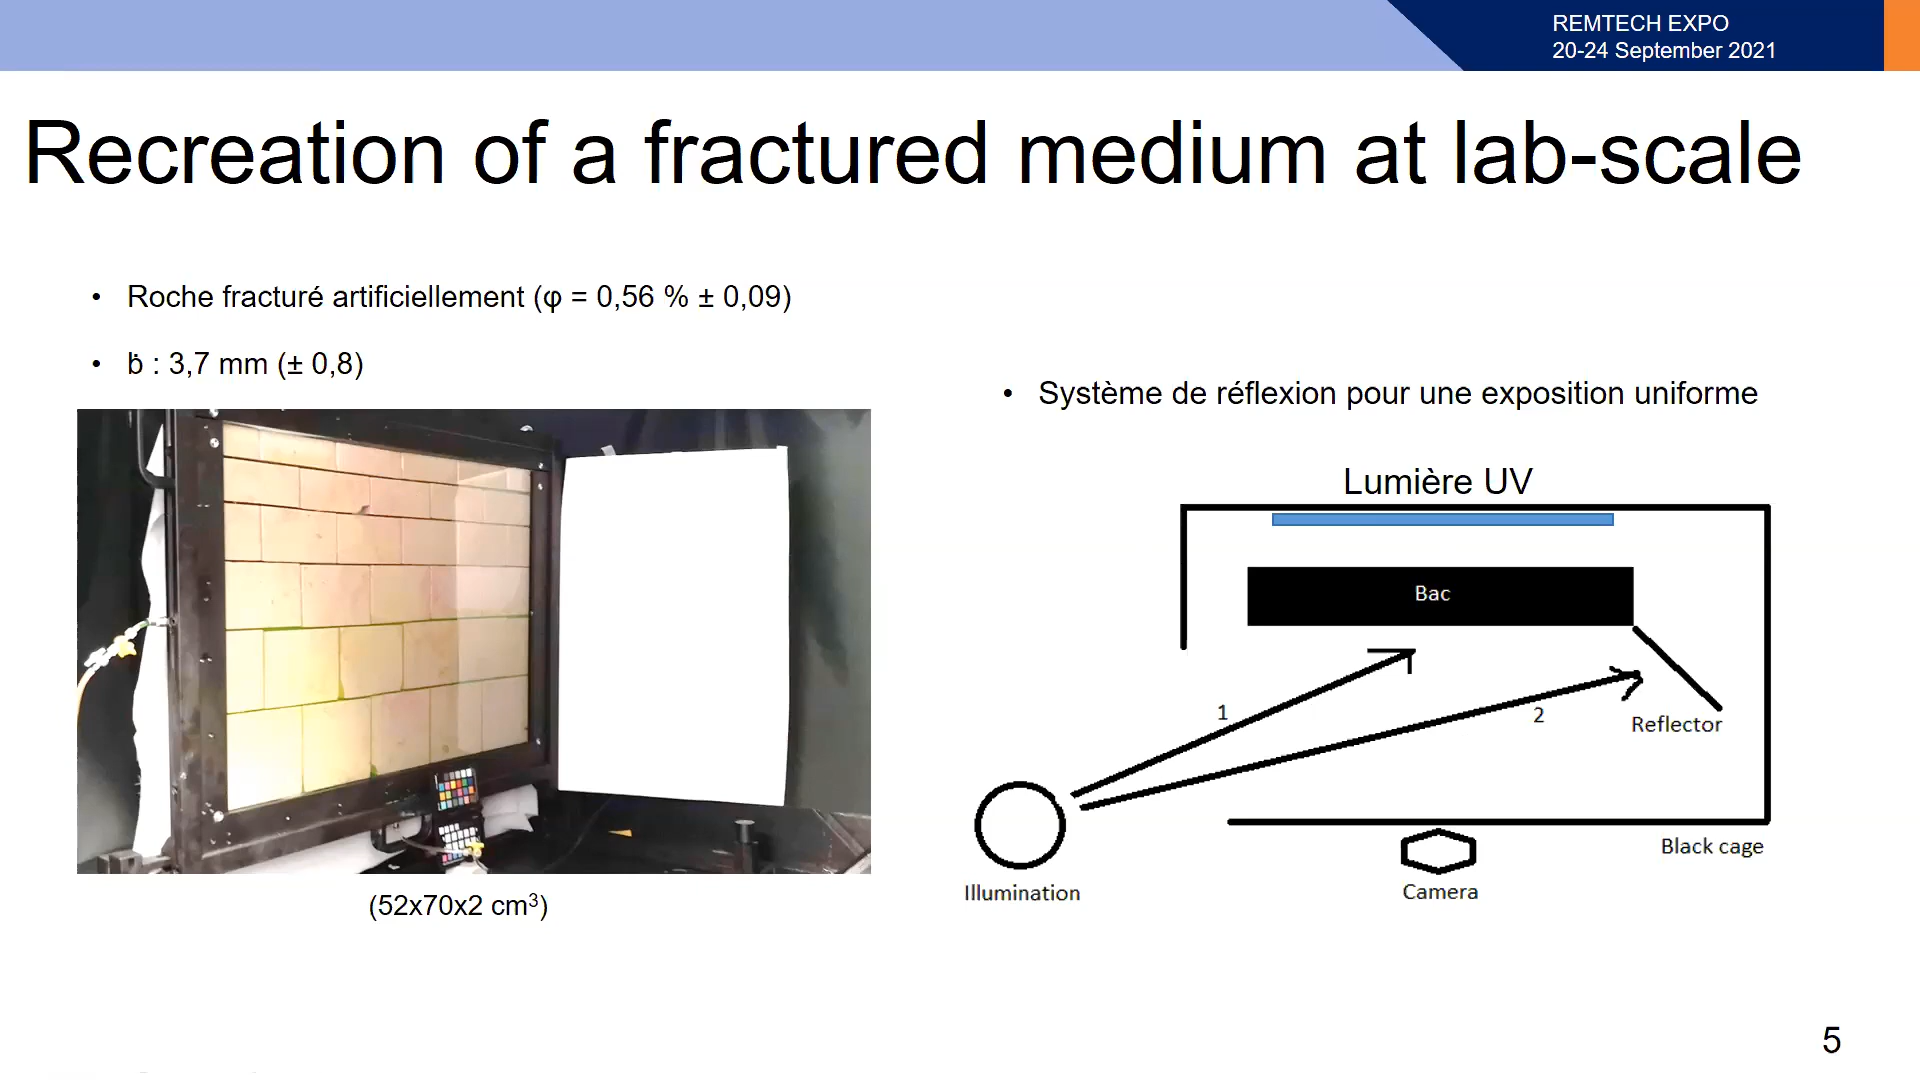 REMTECH EXPO
20-24 September 2021
Recreation of a fractured medium at lab-scale
• Roche fracturé artificiellement (φ = 0,56 % ± 0,09)
• ḃ : 3,7 mm (± 0,8)
(52x70x2 cm³)
• Système de réflexion pour une exposition uniforme
Lumière UV
Bac
1
2
Reflector
Black cage
Illumination
Camera
5